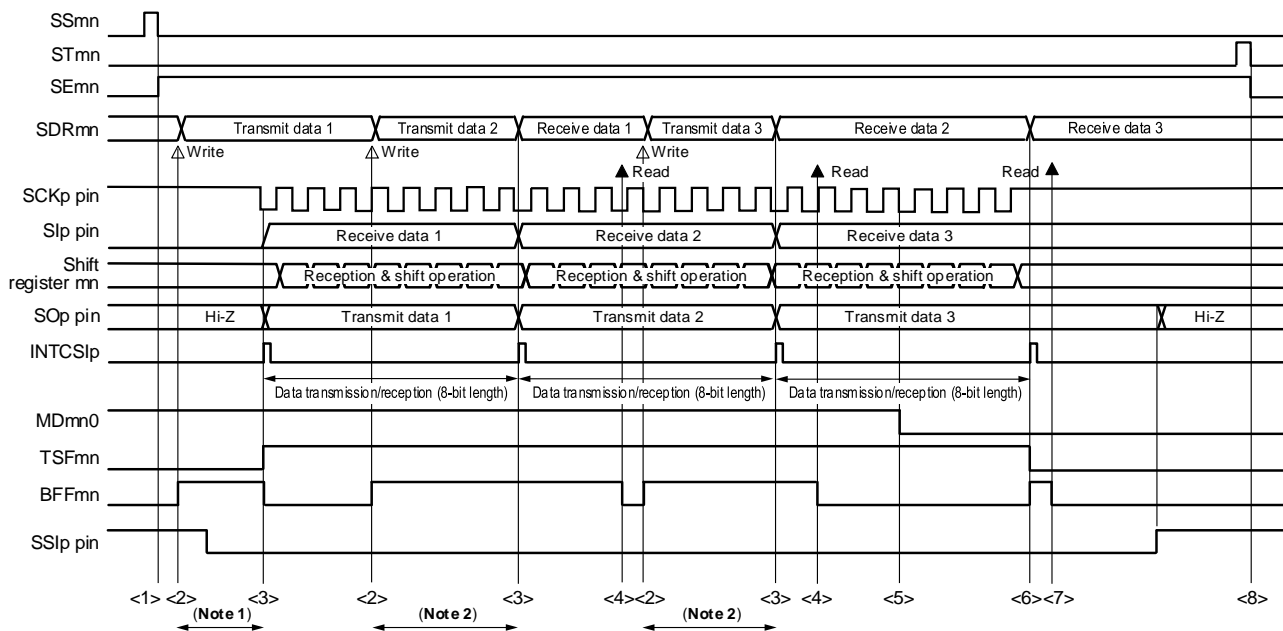 SSmn
STmn
SEmn
SDRmn Transmit data 1 Transmit data 2 Receive data 1 Transmit data 3 Receive data 2 Receive data 3
Write Write Write
Read Read Read
SCKp pin
SIp pin Receive data 1 Receive data 2 Receive data 3
Shift
register mn Reception & shift operation Reception & shift operation Reception & shift operation
SOp pin Hi-Z Transmit data 1 Transmit data 2 Transmit data 3 Hi-Z
INTCSIp
Data transmission/reception (8-bit length) Data transmission/reception (8-bit length) Data transmission/reception (8-bit length)
MDmn0
TSFmn
BFFmn
SSIp pin
<1> <2> <3> <2> <3> <4> <2> <3> <4> <5> <6> <7> <8>
(Note 1) (Note 2) (Note 2)